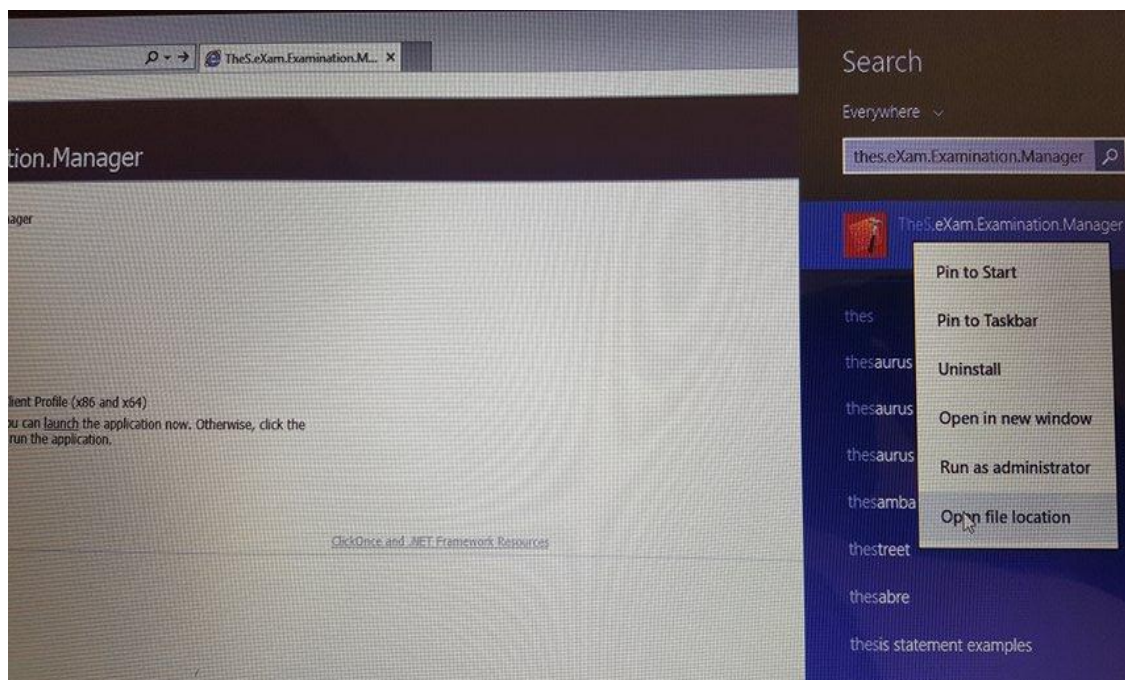 TheS.eXam.Examination.M... X
tion.Manager
ager
lient Profile (x86 and x64)
ou can launch the application now. Otherwise, click the
run the application.
ClickOnce and .NET Framework Resources
Search
Everywhere
thes.eXam.Examination.Manager
TheS.eXam.Examination.Manager
Pin to Start
Pin to Taskbar
Uninstall
Open in new window
Run as administrator
Open file location
thes
thesaurus
thesaurus
thesaurus
thesamba
thestreet
thesabre
thesis statement examples